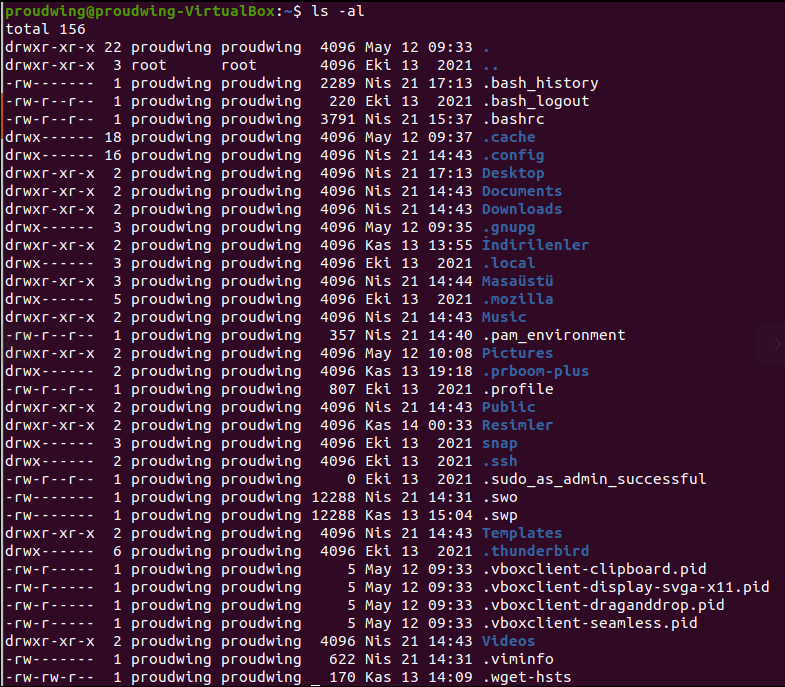 proudwing@proudwing-VirtualBox:~$ ls -al
total 156
drwxr-xr-x 22 proudwing proudwing  4096 May 12 09:33 .
drwxr-xr-x  3 root      root       4096 Eki 13  2021 ..
-rw-------  1 proudwing proudwing  2289 Nis 21 17:13 .bash_history
-rw-r--r--  1 proudwing proudwing   220 Eki 13  2021 .bash_logout
-rw-r--r--  1 proudwing proudwing  3791 Nis 21 15:37 .bashrc
drwx------ 18 proudwing proudwing  4096 May 12 09:37 .cache
drwx------ 16 proudwing proudwing  4096 Nis 21 14:43 .config
drwxr-xr-x  2 proudwing proudwing  4096 Nis 21 17:13 Desktop
drwxr-xr-x  2 proudwing proudwing  4096 Nis 21 14:43 Documents
drwxr-xr-x  2 proudwing proudwing  4096 Nis 21 14:43 Downloads
drwx------  3 proudwing proudwing  4096 May 12 09:35 .gnupg
drwxr-xr-x  2 proudwing proudwing  4096 Kas 13 13:55 İndirilenler
drwx------  3 proudwing proudwing  4096 Eki 13  2021 .local
drwxr-xr-x  3 proudwing proudwing  4096 Nis 21 14:44 Masaüstü
drwx------  5 proudwing proudwing  4096 Eki 13  2021 .mozilla
drwxr-xr-x  2 proudwing proudwing  4096 Nis 21 14:43 Music
-rw-r--r--  1 proudwing proudwing   357 Nis 21 14:40 .pam_environment
drwxr-xr-x  2 proudwing proudwing  4096 May 12 10:08 Pictures
drwx------  2 proudwing proudwing  4096 Kas 13 19:18 .prboom-plus
-rw-r--r--  1 proudwing proudwing   807 Eki 13  2021 .profile
drwxr-xr-x  2 proudwing proudwing  4096 Nis 21 14:43 Public
drwxr-xr-x  2 proudwing proudwing  4096 Kas 14 00:33 Resimler
drwx------  3 proudwing proudwing  4096 Eki 13  2021 snap
drwx------  2 proudwing proudwing  4096 Eki 13  2021 .ssh
-rw-r--r--  1 proudwing proudwing     0 Eki 13  2021 .sudo_as_admin_successful
-rw-------  1 proudwing proudwing 12288 Nis 21 14:31 .swo
-rw-------  1 proudwing proudwing 12288 Kas 13 15:04 .swp
drwxr-xr-x  2 proudwing proudwing  4096 Nis 21 14:43 Templates
drwx------  6 proudwing proudwing  4096 Eki 13  2021 .thunderbird
-rw-r-----  1 proudwing proudwing     5 May 12 09:33 .vboxclient-clipboard.pid
-rw-r-----  1 proudwing proudwing     5 May 12 09:33 .vboxclient-display-svga-x11.pid
-rw-r-----  1 proudwing proudwing     5 May 12 09:33 .vboxclient-draganddrop.pid
-rw-r-----  1 proudwing proudwing     5 May 12 09:33 .vboxclient-seamless.pid
drwxr-xr-x  2 proudwing proudwing  4096 Nis 21 14:43 Videos
-rw-------  1 proudwing proudwing   622 Nis 21 14:31 .viminfo
-rw-rw-r--  1 proudwing proudwing   170 Kas 13 14:09 .wget-hsts